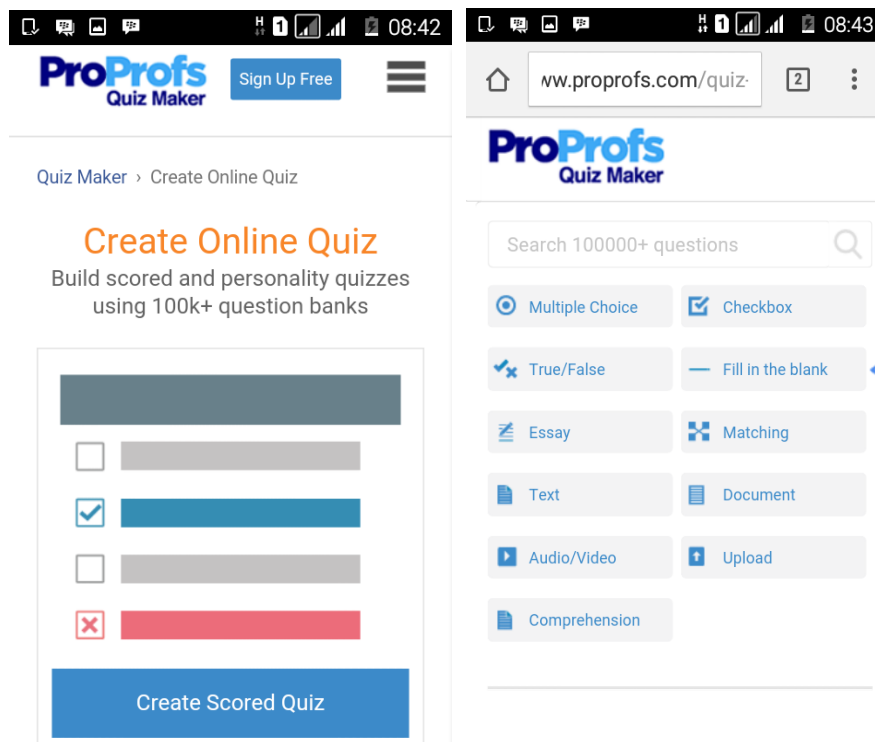 H 1 08:42
ProProfs
Quiz Maker
Sign Up Free
Quiz Maker › Create Online Quiz
Create Online Quiz
Build scored and personality quizzes
using 100k+ question banks
Create Scored Quiz
H 1 08:43
ww.proprofs.com/quiz-
2
ProProfs
Quiz Maker
Search 100000+ questions
Multiple Choice
Checkbox
True/False
Fill in the blank
Essay
Matching
Text
Document
Audio/Video
Upload
Comprehension